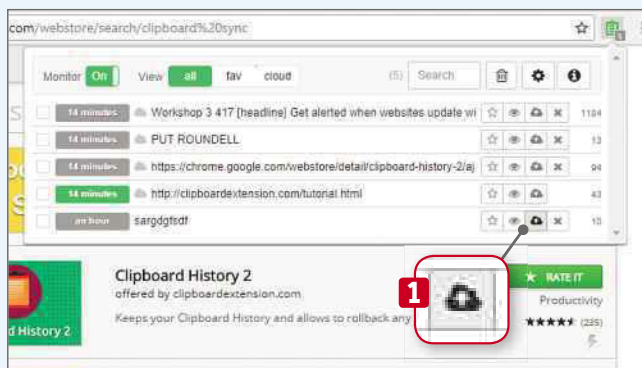 com/webstore/search/clipboard%20sync
Monitor On View all fav cloud (5) Search
14 minutes Workshop 3 417 [headline] Get alerted when websites update wi 1184
14 minutes PUT ROUNDELL 13
14 minutes https://chrome.google.com/webstore/detail/clipboard-history-2/aj 94
14 minutes http://clipboardextension.com/tutorial.html 43
an hour sargdgfsdf 10
1
Clipboard History 2
RATE IT
offered by clipboardextension.com
Productivity
Keeps your Clipboard History and allows to rollback any
(235)
d History 2